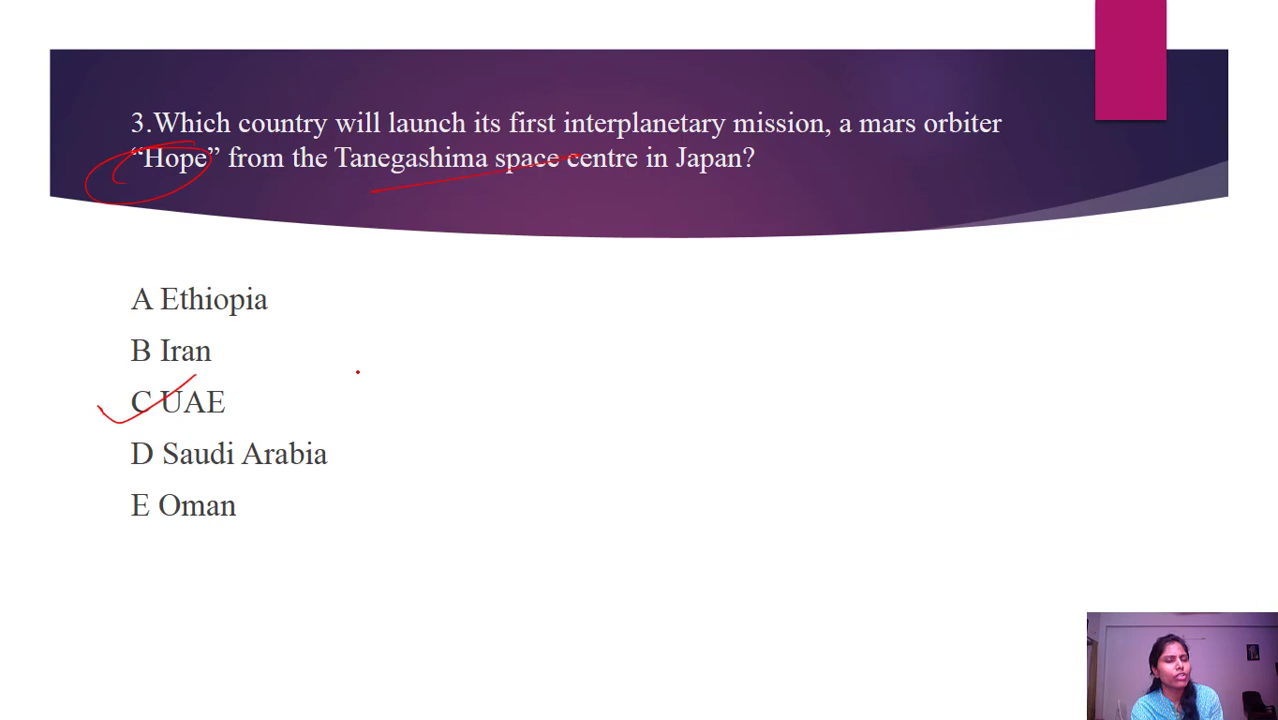 3.Which country will launch its first interplanetary mission, a mars orbiter
“Hope” from the Tanegashima space centre in Japan?
A Ethiopia
B Iran
C UAE
D Saudi Arabia
E Oman